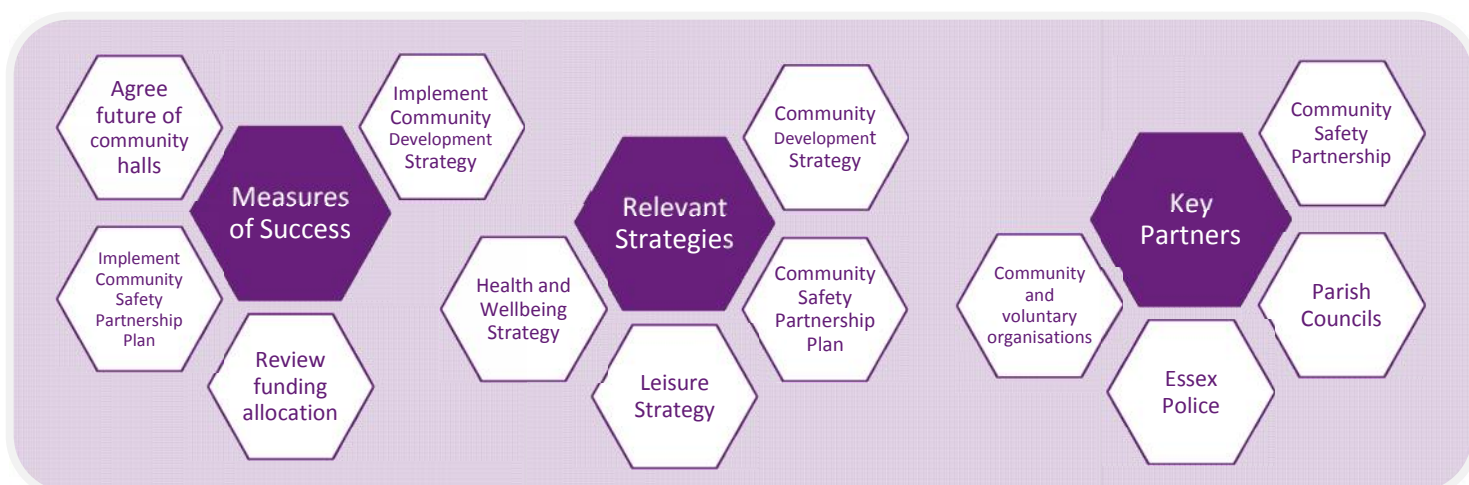 Agree
future of
community
halls
Implement
Community
Development
Strategy
Measures
of Success
Implement
Community
Safety
Partnership
Plan
Review
funding
allocation
Community
Development
Strategy
Relevant
Strategies
Health and
Wellbeing
Strategy
Community
Safety
Partnership
Plan
Leisure
Strategy
Community
Safety
Partnership
Key
Partners
Community
and
voluntary
organisations
Parish
Councils
Essex
Police